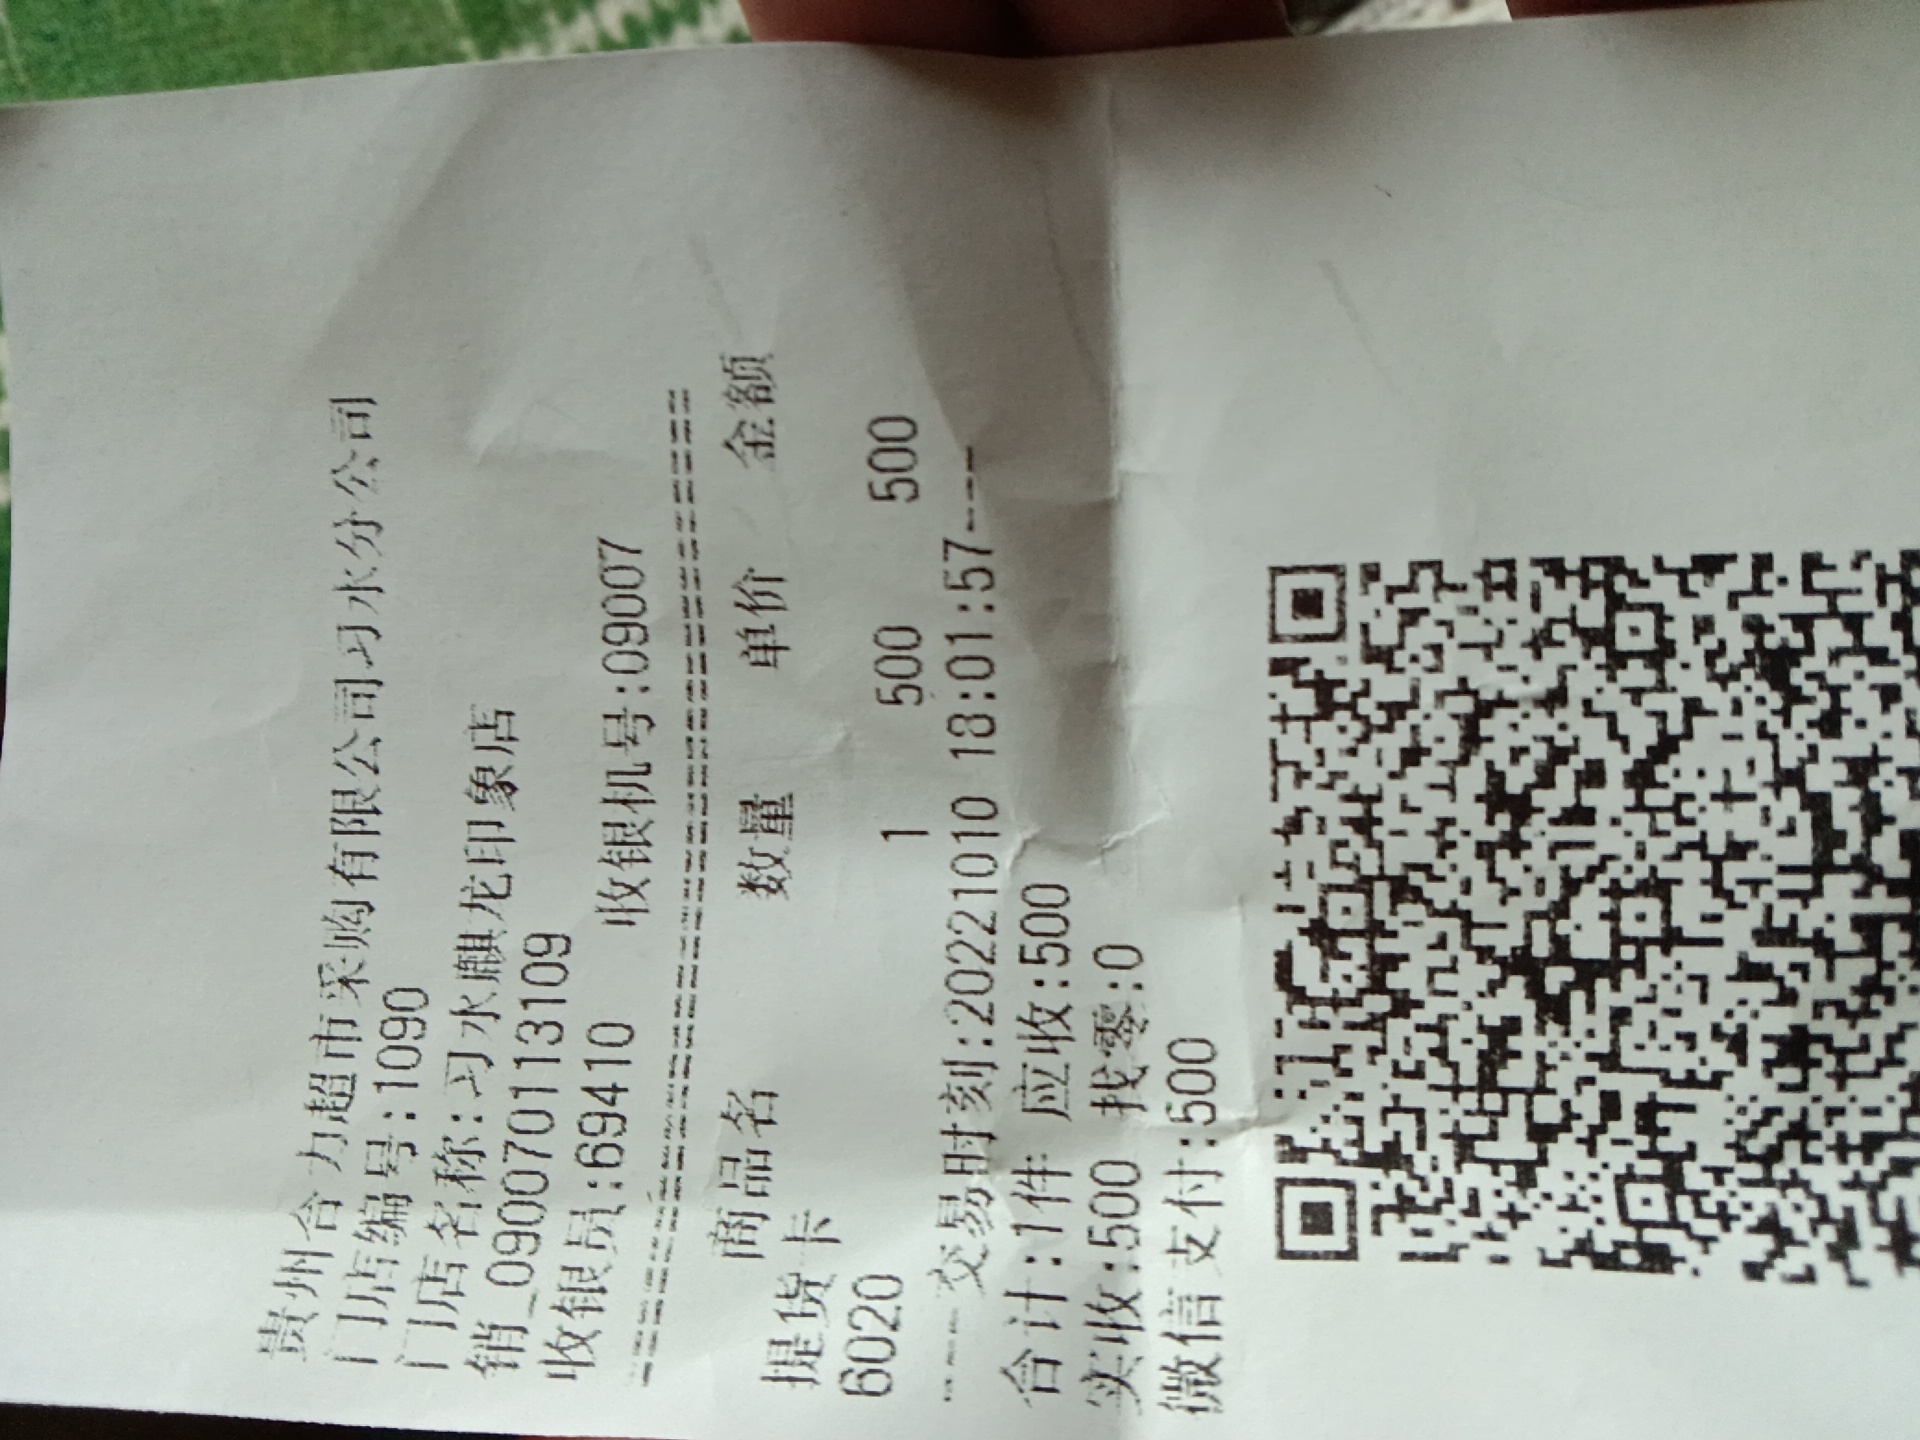 贵州合力超市采购有限公司习水分公司
门店编号:1090
门店名称:习水麒龙印象店
销_0900701113109
收银员:69410 收银机号:09007
商品名 数量 单价 金额
提货卡
6020 1 500 500
----交易时刻:20221010 18:01:57----
合计:1件 应收:500
实收:500 找零:0
微信支付:500